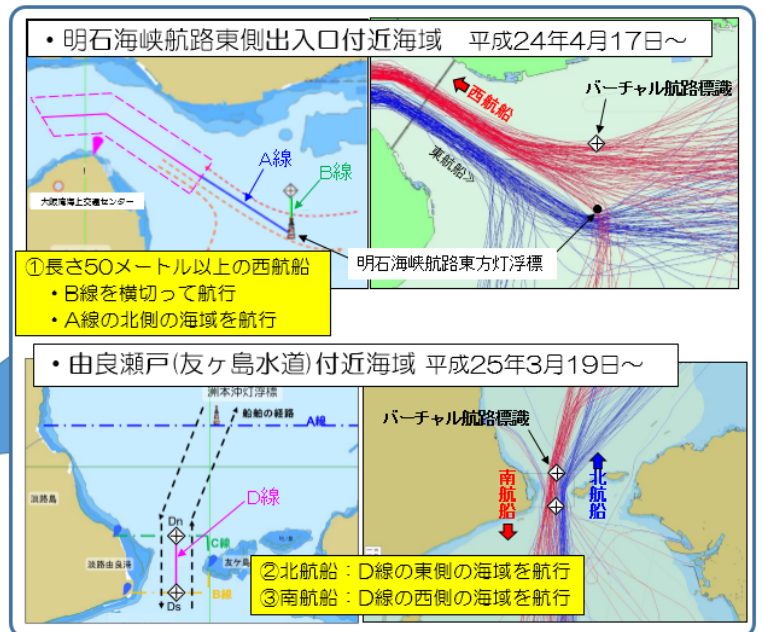 ・明石海峡航路東側出入口付近海域　平成24年4月17日～
A線
B線
大阪湾海上交通センター
西航船
東航船≫
バーチャル航路標識
明石海峡航路東方灯浮標
①長さ50メートル以上の西航船
・B線を横切って航行
・A線の北側の海域を航行
・由良瀬戸(友ヶ島水道)付近海域 平成25年3月19日～
洲本沖灯浮標
船舶の経路
A線
淡路島
D線
Dn
C線
淡路由良港
友ヶ島
Ds
B線
バーチャル航路標識
南航船
北航船
②北航船：D線の東側の海域を航行
③南航船：D線の西側の海域を航行